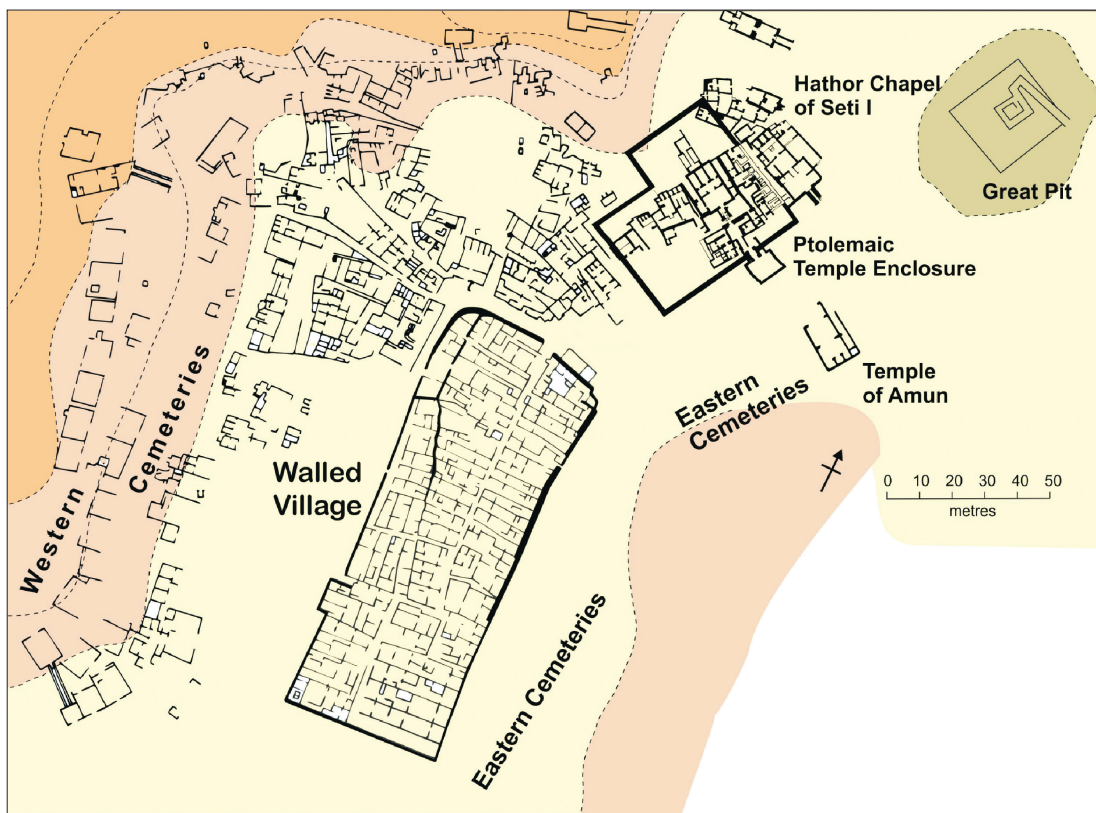 Hathor Chapel
of Seti I
Great Pit
Ptolemaic
Temple Enclosure
Temple
of Amun
Eastern
Cemeteries
0 10 20 30 40 50
metres
Walled
Village
Western
Cemeteries
Eastern Cemeteries